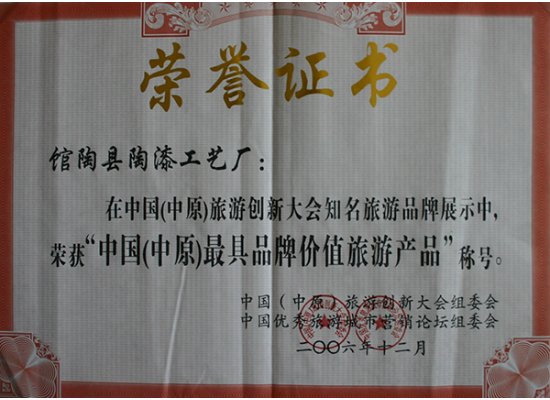 荣誉证书
馆陶县陶漆工艺厂：
在中国(中原)旅游创新大会知名旅游品牌展示中,
荣获“中国(中原)最具品牌价值旅游产品”称号。
中国（中原）旅游创新大会组委会
中国优秀旅游城市营销论坛组委会
二〇〇六年十二月